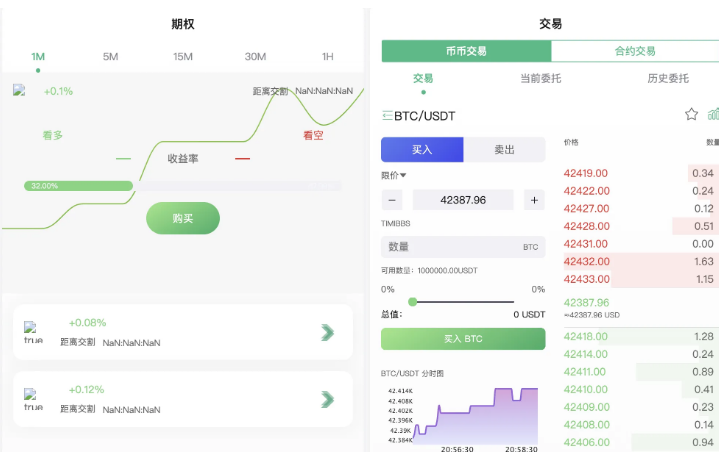 期权
1M 5M 15M 30M 1H
+0.1% 距离交割 NaN:NaN:NaN
看多 看空
收益率
32.00%
购买
+0.08%
true 距离交割 NaN:NaN:NaN
+0.12%
true 距离交割 NaN:NaN:NaN
交易
币币交易 合约交易
交易 当前委托 历史委托
BTC/USDT
买入 卖出
限价
− 42387.96 +
TIMIBBS
数量 BTC
可用数量: 1000000.00USDT
0% 0%
总值: 0 USDT
买入 BTC
BTC/USDT 分时图
42.414K
42.408K
42.402K
42.396K
42.39K
42.384K
20:56:30 20:58:30
价格 数量
42419.00 0.34
42422.00 0.24
42427.00 0.12
42428.00 0.51
42431.00 0.00
42432.00 1.63
42433.00 1.15
42387.96
≈42387.96 USD
42418.00 1.28
42414.00 0.24
42411.00 0.89
42410.00 0.41
42409.00 0.23
42408.00 0.14
42406.00 0.94